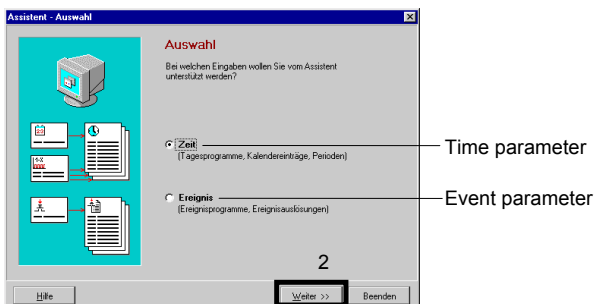 Assistent - Auswahl
Auswahl
Bei welchen Eingaben wollen Sie vom Assistent
unterstützt werden?
Zeit
(Tagesprogramme, Kalendereinträge, Perioden)
Time parameter
Ereignis
(Ereignisprogramme, Ereignisauslösungen)
Event parameter
2
Hilfe
Weiter >>
Beenden